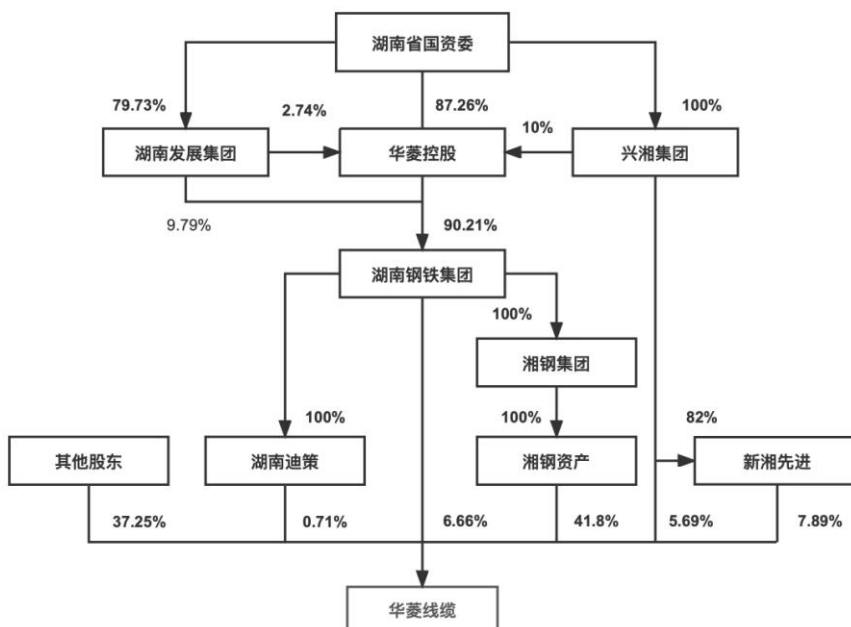 湖南省国资委
79.73%
2.74%
87.26%
10%
100%
湖南发展集团
华菱控股
兴湘集团
9.79%
90.21%
湖南钢铁集团
100%
湘钢集团
100%
100%
82%
其他股东
湖南迪策
湘钢资产
新湘先进
37.25%
0.71%
6.66%
41.8%
5.69%
7.89%
华菱线缆